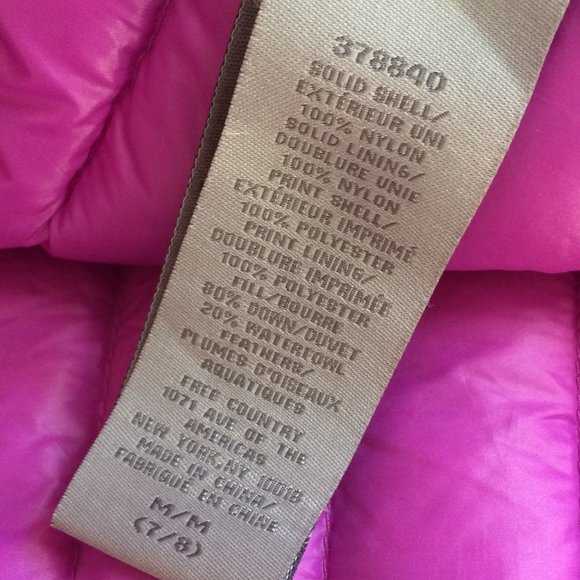 378840
SOLID SHELL/
EXTÉRIEUR UNI
100% NYLON
SOLID LINING/
DOUBLURE UNIE
100% NYLON
PRINT SHELL/
EXTÉRIEUR IMPRIMÉ
100% POLYESTER
PRINT LINING/
DOUBLURE IMPRIMÉE
100% POLYESTER
FILL/BOURRE
80% DOWN/DUVET
20% WATERFOWL
FEATHERS/
PLUMES D'OISEAUX
AQUATIQUES
FREE COUNTRY
1071 AVE OF THE
AMERICAS
NEW YORK,NY 10018
MADE IN CHINA/
FABRIQUÉ EN CHINE
M/M
(7/8)